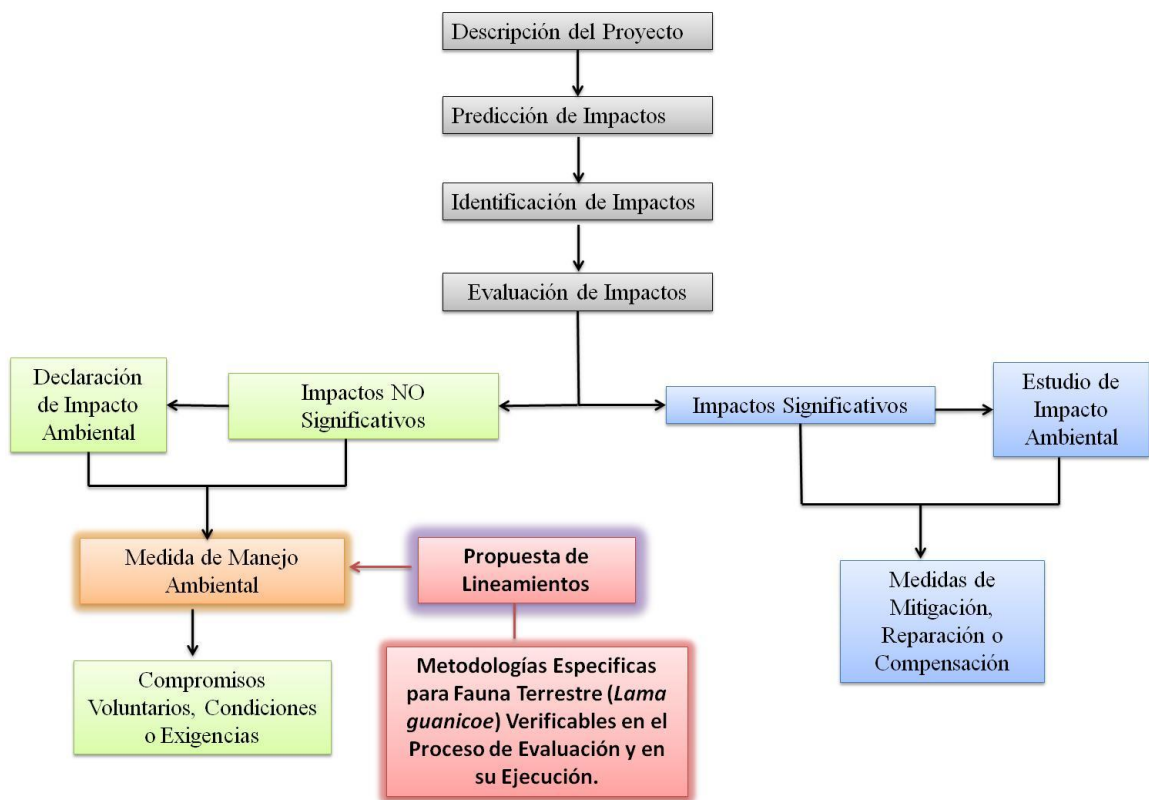 Descripción del Proyecto
Predicción de Impactos
Identificación de Impactos
Evaluación de Impactos
Declaración
de Impacto
Ambiental
Impactos NO
Significativos
Impactos Significativos
Estudio de
Impacto
Ambiental
Medida de Manejo
Ambiental
Propuesta de
Lineamientos
Medidas de
Mitigación,
Reparación o
Compensación
Compromisos
Voluntarios, Condiciones
o Exigencias
Metodologías Especificas
para Fauna Terrestre (Lama
guanicoe) Verificables en el
Proceso de Evaluación y en
su Ejecución.